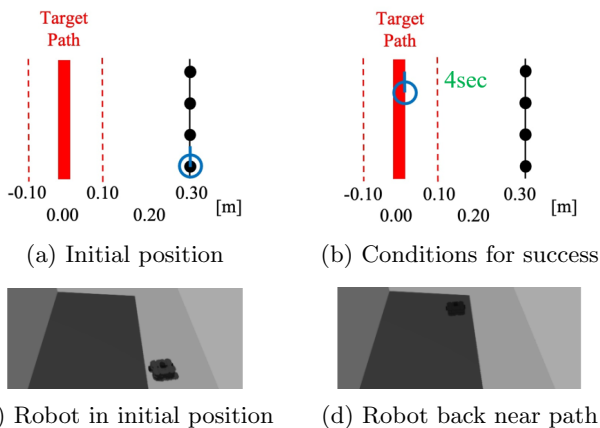 Target
Path
-0.10
0.10
0.30
0.00
0.20
[m]
Target
Path
4sec
-0.10
0.10
0.30
0.00
0.20
[m]
(a) Initial position
(b) Conditions for success
) Robot in initial position
(d) Robot back near path